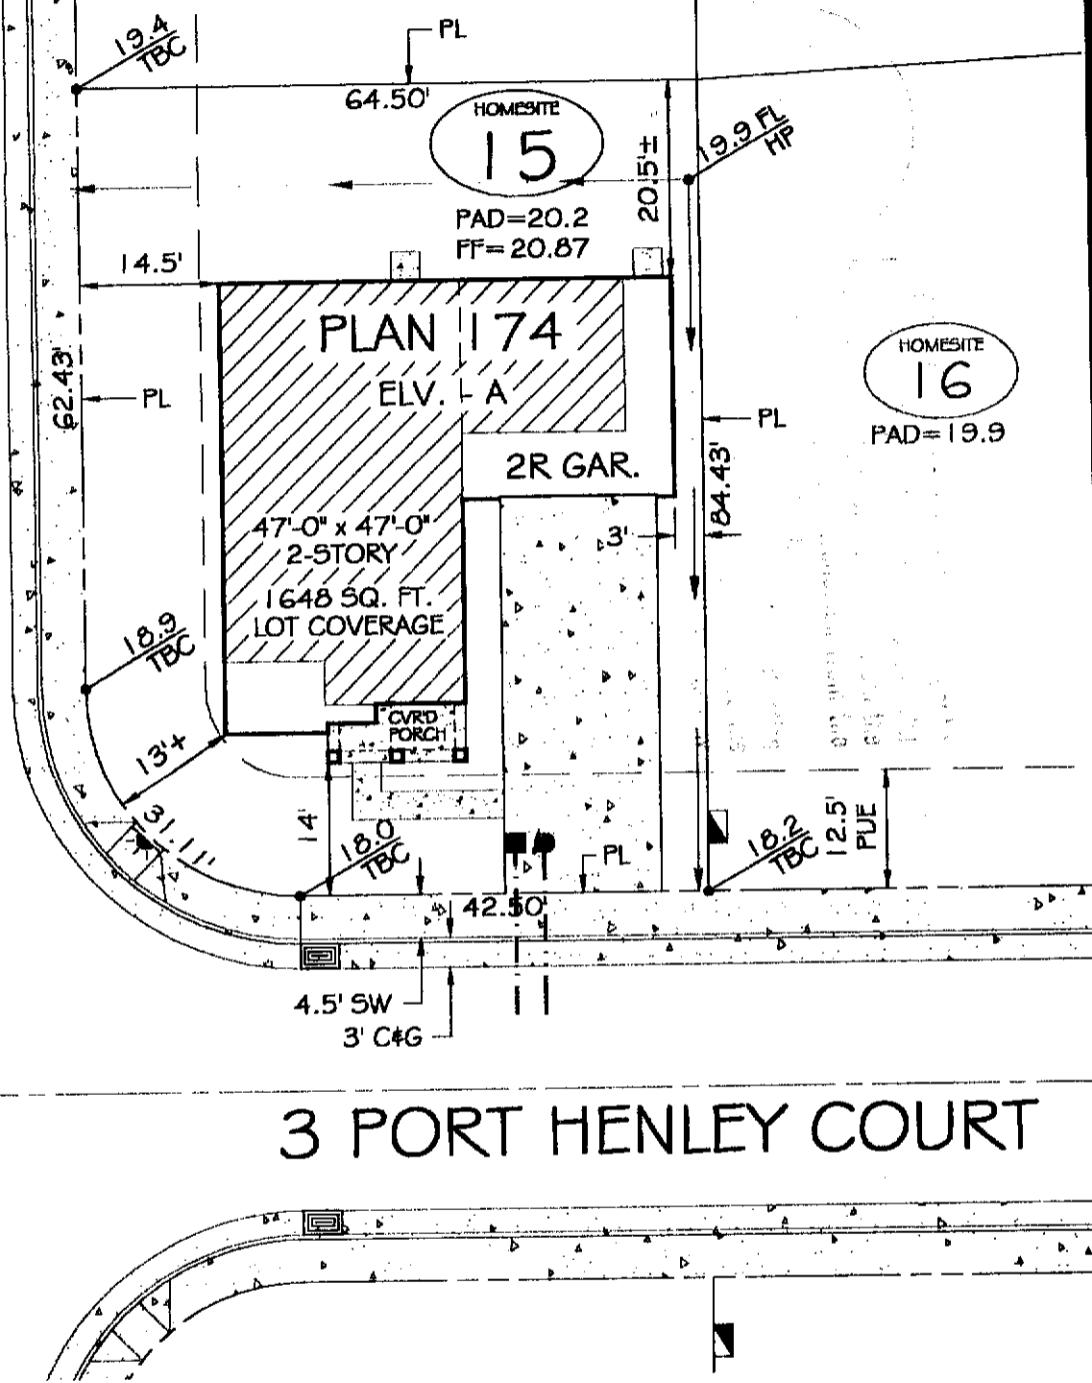 19.4
TBC
PL
64.50'
HOMESITE
15
PAD=20.2
FF=20.87
20.5'±
19.9 FL
HP
14.5'
62.43'
PL
PLAN 174
ELV. - A
2R GAR.
HOMESITE
16
PAD=19.9
PL
84.43'
3'
47'-0" x 47'-0"
2-STORY
1648 SQ. FT.
LOT COVERAGE
18.9
TBC
13'+
31.11'
CVR'D
PORCH
14'
18.0
TBC
PL
18.2
TBC
12.5'
PUE
42.50'
4.5' SW
3' C&G
3 PORT HENLEY COURT